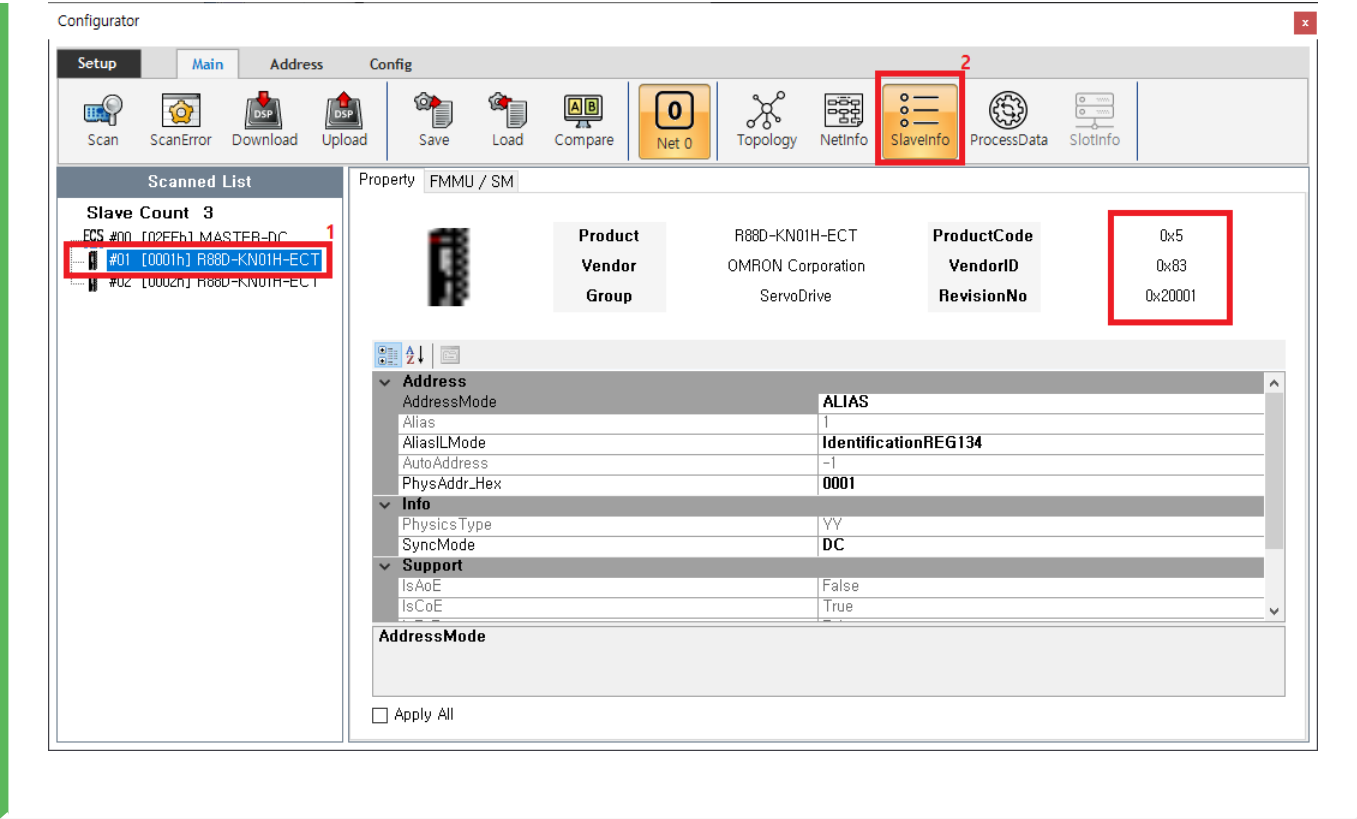 Configurator
x
Setup Main Address Config
2
Scan ScanError Download Upload Save Load Compare Net 0 Topology NetInfo SlaveInfo ProcessData SlotInfo
DSP DSP A B 0
Scanned List
Slave Count 3
ECS #00 [02EEh] MASTER-DC
1
#01 [0001h] R88D-KN01H-ECT
#02 [0002h] R88D-KN01H-ECT
Property FMMU / SM
Product R88D-KN01H-ECT ProductCode 0x5
Vendor OMRON Corporation VendorID 0x83
Group ServoDrive RevisionNo 0x20001
A Z
Address
AddressMode ALIAS
Alias 1
AliasILMode IdentificationREG134
AutoAddress -1
PhysAddr_Hex 0001
Info
PhysicsType YY
SyncMode DC
Support
IsAoE False
IsCoE True
AddressMode
Apply All